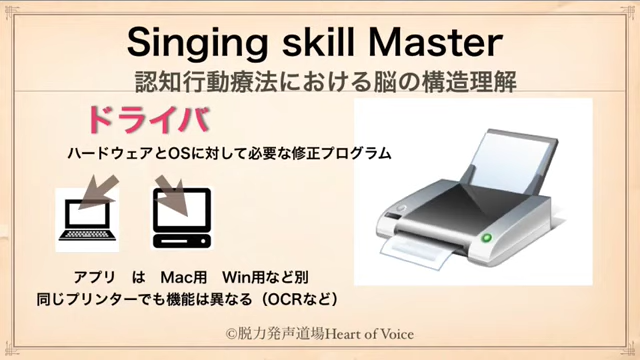 Singing skill Master
認知行動療法における脳の構造理解
ドライバ
ハードウェアとOSに対して必要な修正プログラム
アプリ　は　Mac用　Win用など別
同じプリンターでも機能は異なる（OCRなど）
©脱力発声道場Heart of Voice